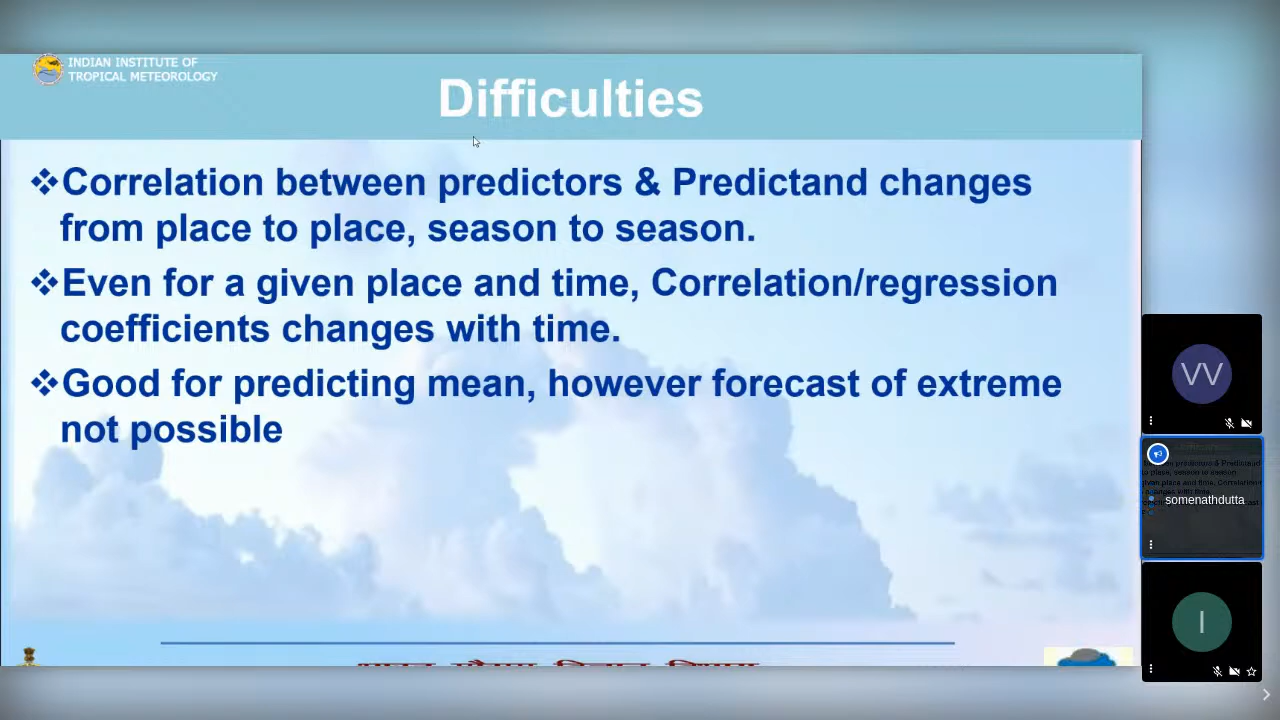 INDIAN INSTITUTE OF
TROPICAL METEOROLOGY
Difficulties
❖Correlation between predictors & Predictand changes
from place to place, season to season.
❖Even for a given place and time, Correlation/regression
coefficients changes with time.
❖Good for predicting mean, however forecast of extreme
not possible
VV
somenathdutta
I